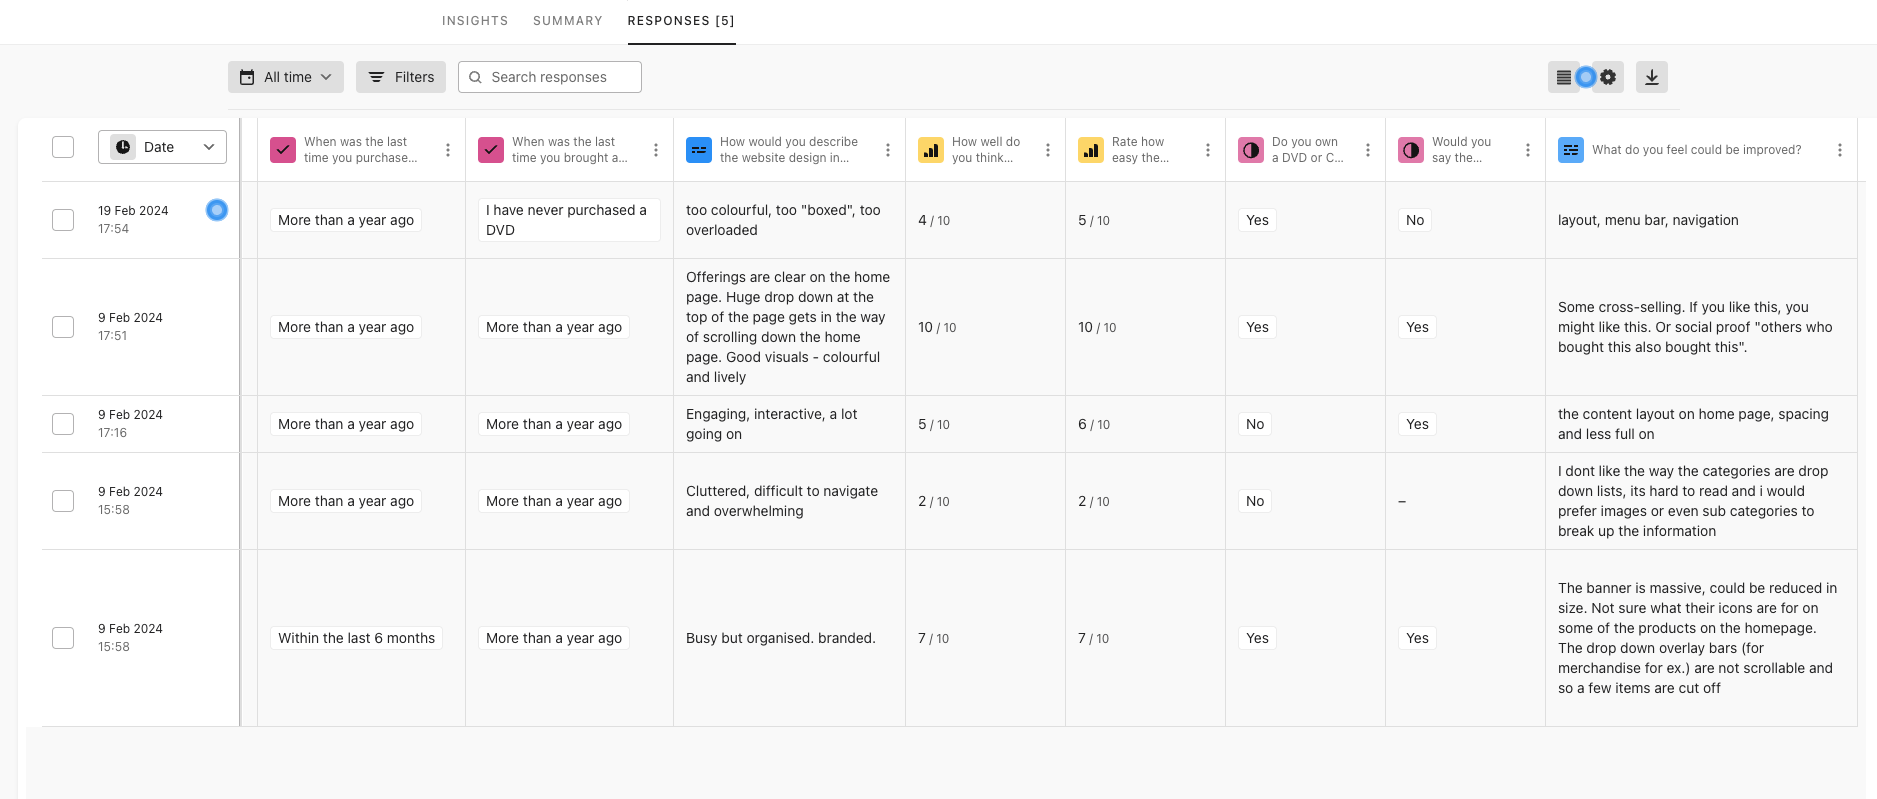 INSIGHTS
SUMMARY
RESPONSES [5]
All time
Filters
Search responses
Date
When was the last
time you purchase...
When was the last
time you brought a...
How would you describe
the website design in...
How well do
you think...
Rate how
easy the...
Do you own
a DVD or C...
Would you
say the...
What do you feel could be improved?
19 Feb 2024
17:54
More than a year ago
I have never purchased a
DVD
too colourful, too "boxed", too
overloaded
4 / 10
5 / 10
Yes
No
layout, menu bar, navigation
9 Feb 2024
17:51
More than a year ago
More than a year ago
Offerings are clear on the home
page. Huge drop down at the
top of the page gets in the way
of scrolling down the home
page. Good visuals - colourful
and lively
10 / 10
10 / 10
Yes
Yes
Some cross-selling. If you like this, you
might like this. Or social proof "others who
bought this also bought this".
9 Feb 2024
17:16
More than a year ago
More than a year ago
Engaging, interactive, a lot
going on
5 / 10
6 / 10
No
Yes
the content layout on home page, spacing
and less full on
9 Feb 2024
15:58
More than a year ago
More than a year ago
Cluttered, difficult to navigate
and overwhelming
2 / 10
2 / 10
No
–
I dont like the way the categories are drop
down lists, its hard to read and i would
prefer images or even sub categories to
break up the information
9 Feb 2024
15:58
Within the last 6 months
More than a year ago
Busy but organised. branded.
7 / 10
7 / 10
Yes
Yes
The banner is massive, could be reduced in
size. Not sure what their icons are for on
some of the products on the homepage.
The drop down overlay bars (for
merchandise for ex.) are not scrollable and
so a few items are cut off